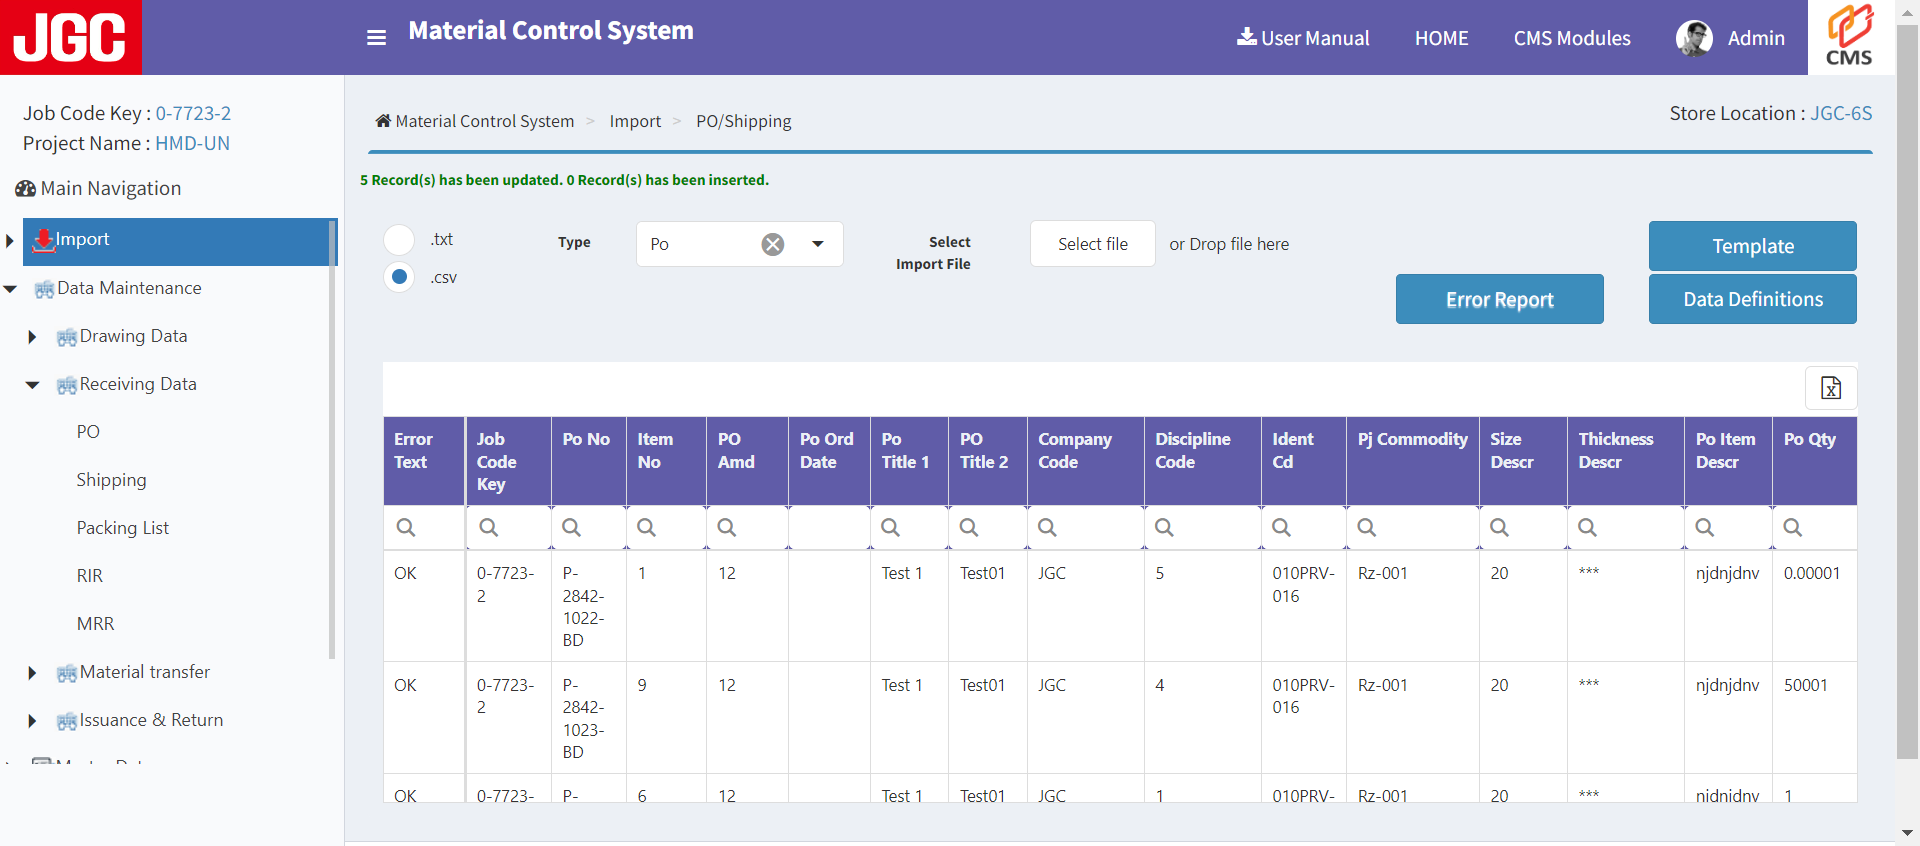 JGC
Material Control System
User Manual
HOME
CMS Modules
Admin
CMS
Job Code Key : 0-7723-2
Project Name : HMD-UN
Main Navigation
Import
Data Maintenance
Drawing Data
Receiving Data
PO
Shipping
Packing List
RIR
MRR
Material transfer
Issuance & Return
Material Control System > Import > PO/Shipping
Store Location : JGC-6S
5 Record(s) has been updated. 0 Record(s) has been inserted.
.txt
.csv
Type
Po
Select
Import File
Select file
or Drop file here
Template
Error Report
Data Definitions
Error Text
Job Code Key
Po No
Item No
PO Amd
Po Ord Date
Po Title 1
PO Title 2
Company Code
Discipline Code
Ident Cd
Pj Commodity
Size Descr
Thickness Descr
Po Item Descr
Po Qty
OK 0-7723-2 P-2842-1022-BD 1 12 Test 1 Test01 JGC 5 010PRV-016 Rz-001 20 *** njdnjdnv 0.00001
OK 0-7723-2 P-2842-1023-BD 9 12 Test 1 Test01 JGC 4 010PRV-016 Rz-001 20 *** njdnjdnv 50001
OK 0-7723- P- 6 12 Test 1 Test01 JGC 1 010PRV- Rz-001 20 *** njdnjdnv 1